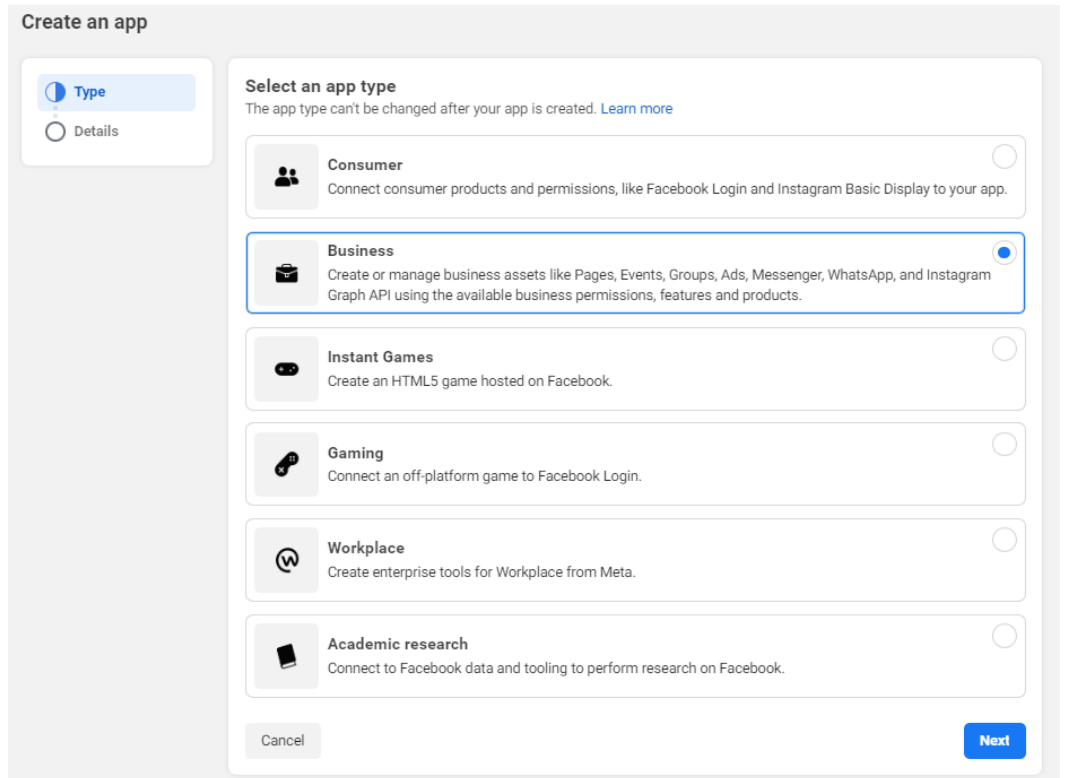 Create an app
Type
Details
Select an app type
The app type can't be changed after your app is created. Learn more
Consumer
Connect consumer products and permissions, like Facebook Login and Instagram Basic Display to your app.
Business
Create or manage business assets like Pages, Events, Groups, Ads, Messenger, WhatsApp, and Instagram
Graph API using the available business permissions, features and products.
Instant Games
Create an HTML5 game hosted on Facebook.
Gaming
Connect an off-platform game to Facebook Login.
Workplace
Create enterprise tools for Workplace from Meta.
Academic research
Connect to Facebook data and tooling to perform research on Facebook.
Cancel
Next